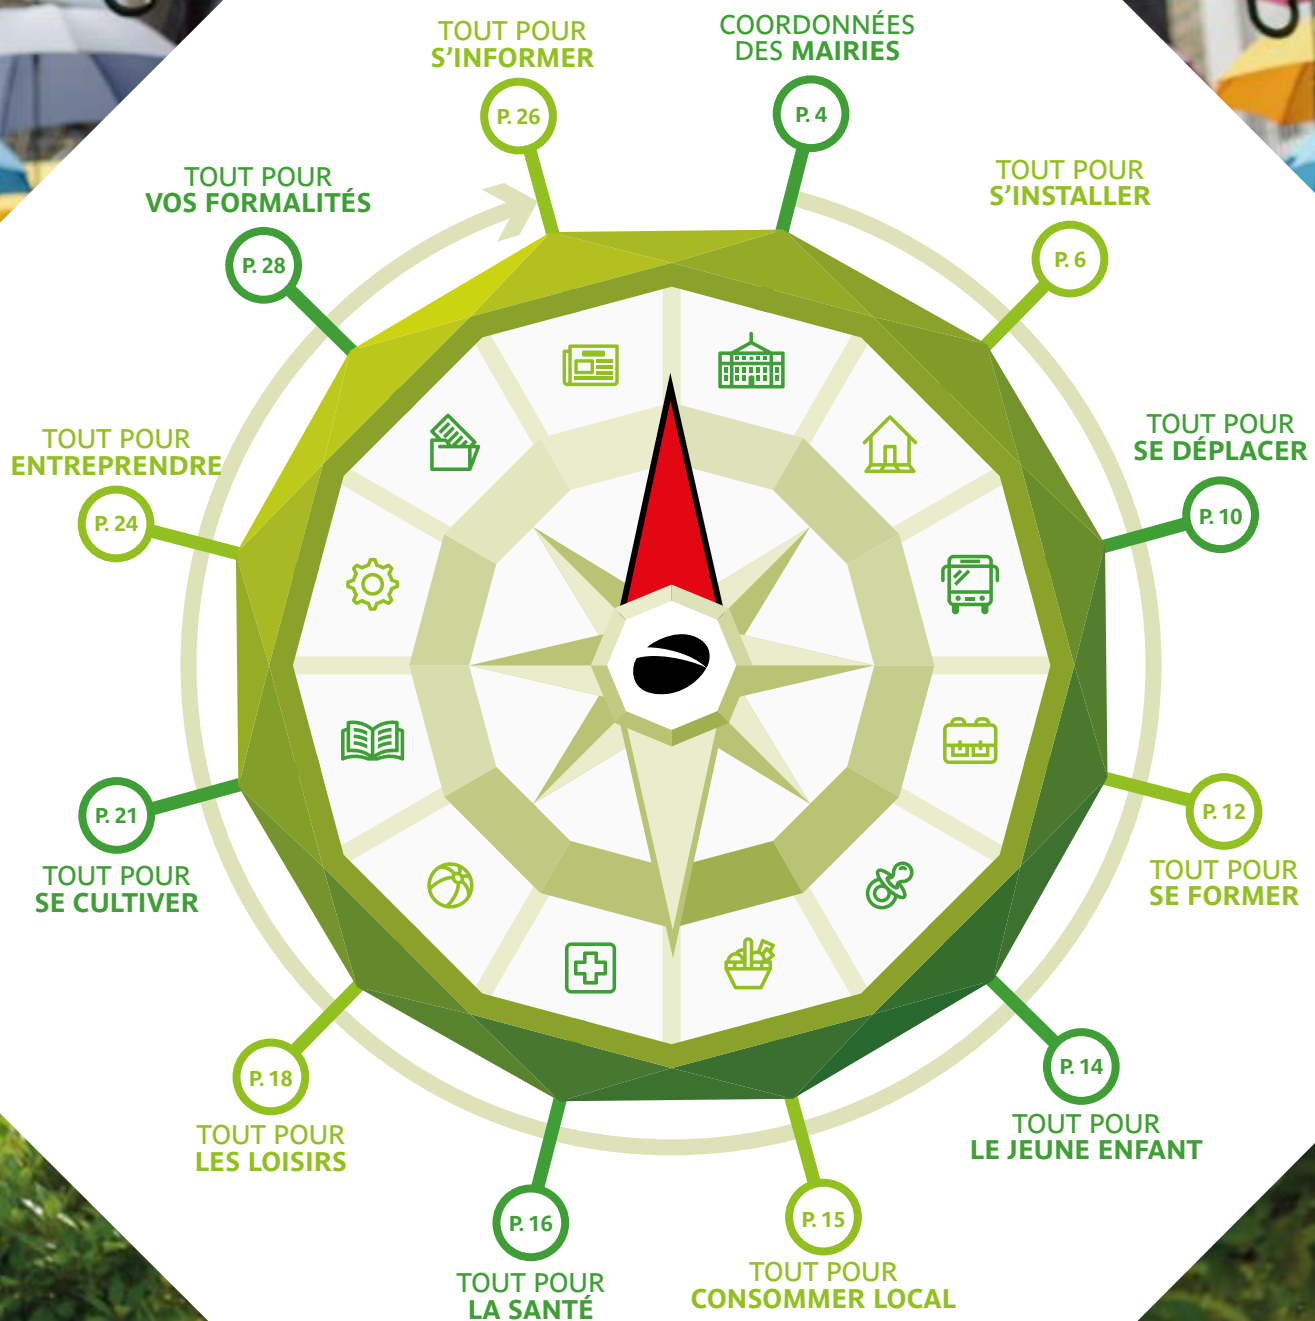 COORDONNÉES
DES MAIRIES
P. 4
TOUT POUR
S'INSTALLER
P. 6
TOUT POUR
SE DÉPLACER
P. 10
P. 12
TOUT POUR
SE FORMER
P. 14
TOUT POUR
LE JEUNE ENFANT
P. 15
TOUT POUR
CONSOMMER LOCAL
P. 16
TOUT POUR
LA SANTÉ
P. 18
TOUT POUR
LES LOISIRS
P. 21
TOUT POUR
SE CULTIVER
TOUT POUR
ENTREPRENDRE
P. 24
TOUT POUR
VOS FORMALITÉS
P. 28
TOUT POUR
S'INFORMER
P. 26